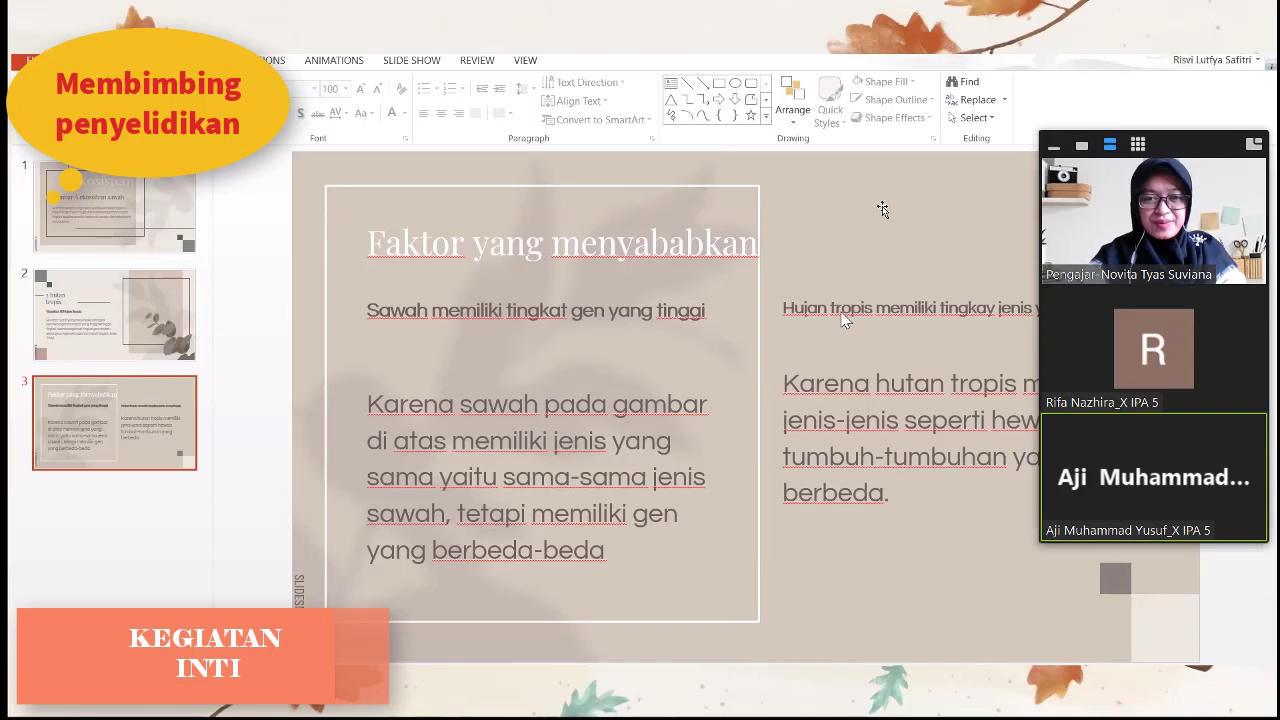 Membimbing
penyelidikan
ANIMATIONS
SLIDE SHOW
REVIEW
VIEW
Risvi Lutfya Safitri
100
Text Direction
Align Text
Convert to SmartArt
Arrange
Quick
Styles
Shape Fill
Shape Outline
Shape Effects
Find
Replace
Select
Font
Paragraph
Drawing
Editing
1
2
3
Faktor yang menyababkan
Sawah memiliki tingkat gen yang tinggi
Karena sawah pada gambar
di atas memiliki jenis yang
sama yaitu sama-sama jenis
sawah, tetapi memiliki gen
yang berbeda-beda
Hujan tropis memiliki tingkay jenis
Karena hutan tropis
jenis-jenis seperti
tumbuh-tumbuhan
berbeda.
Pengajar-Novita Tyas Suviana
R
Rifa Nazhira_X IPA 5
Aji Muhammad...
Aji Muhammad Yusuf_X IPA 5
KEGIATAN
INTI